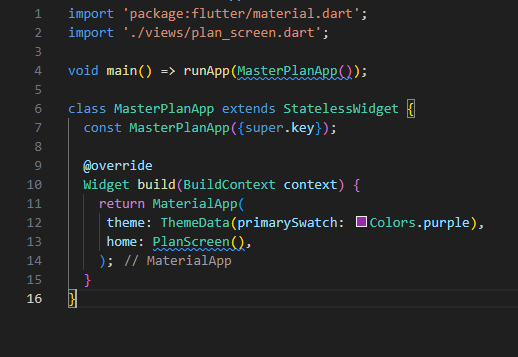 1 import 'package:flutter/material.dart';
2 import './views/plan_screen.dart';
3
4 void main() => runApp(MasterPlanApp());
5
6 class MasterPlanApp extends StatelessWidget {
7   const MasterPlanApp({super.key});
8
9   @override
10   Widget build(BuildContext context) {
11     return MaterialApp(
12      theme: ThemeData(primarySwatch: Colors.purple),
13      home: PlanScreen(),
14     ); // MaterialApp
15   }
16 }